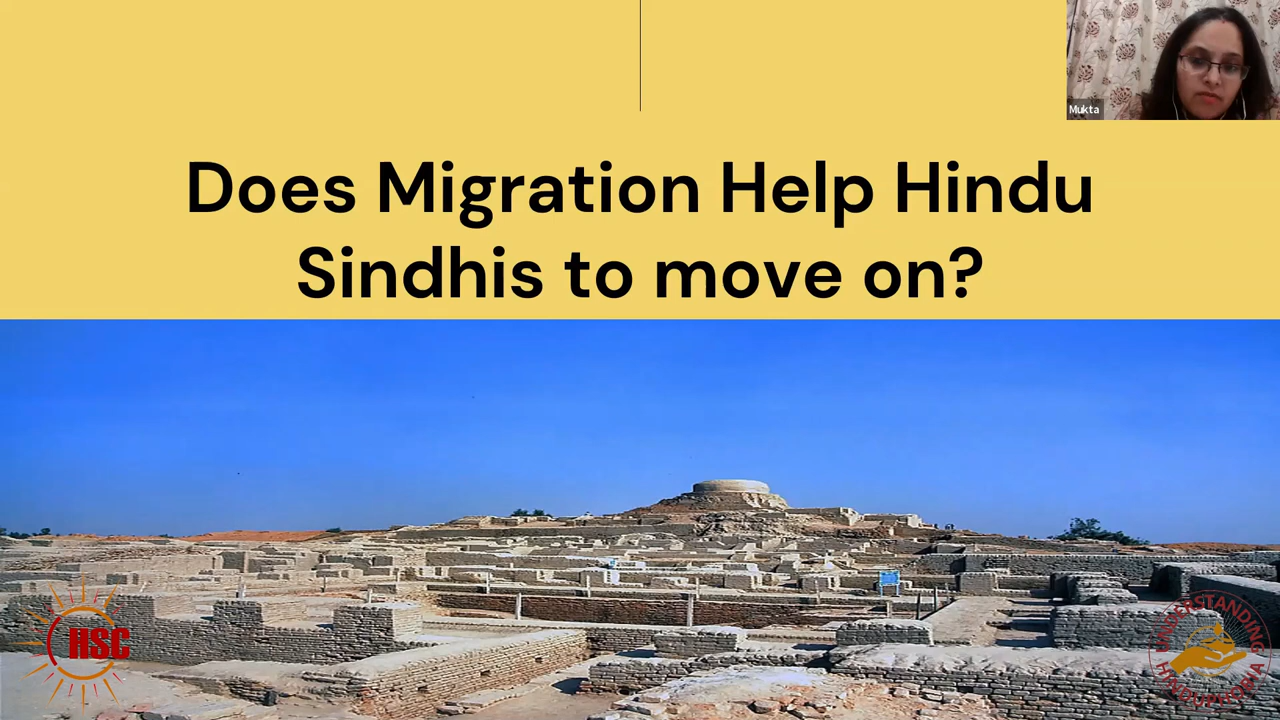 Mukta
Does Migration Help Hindu
Sindhis to move on?
HSC
UNDERSTANDING
HINDUPHOBIA